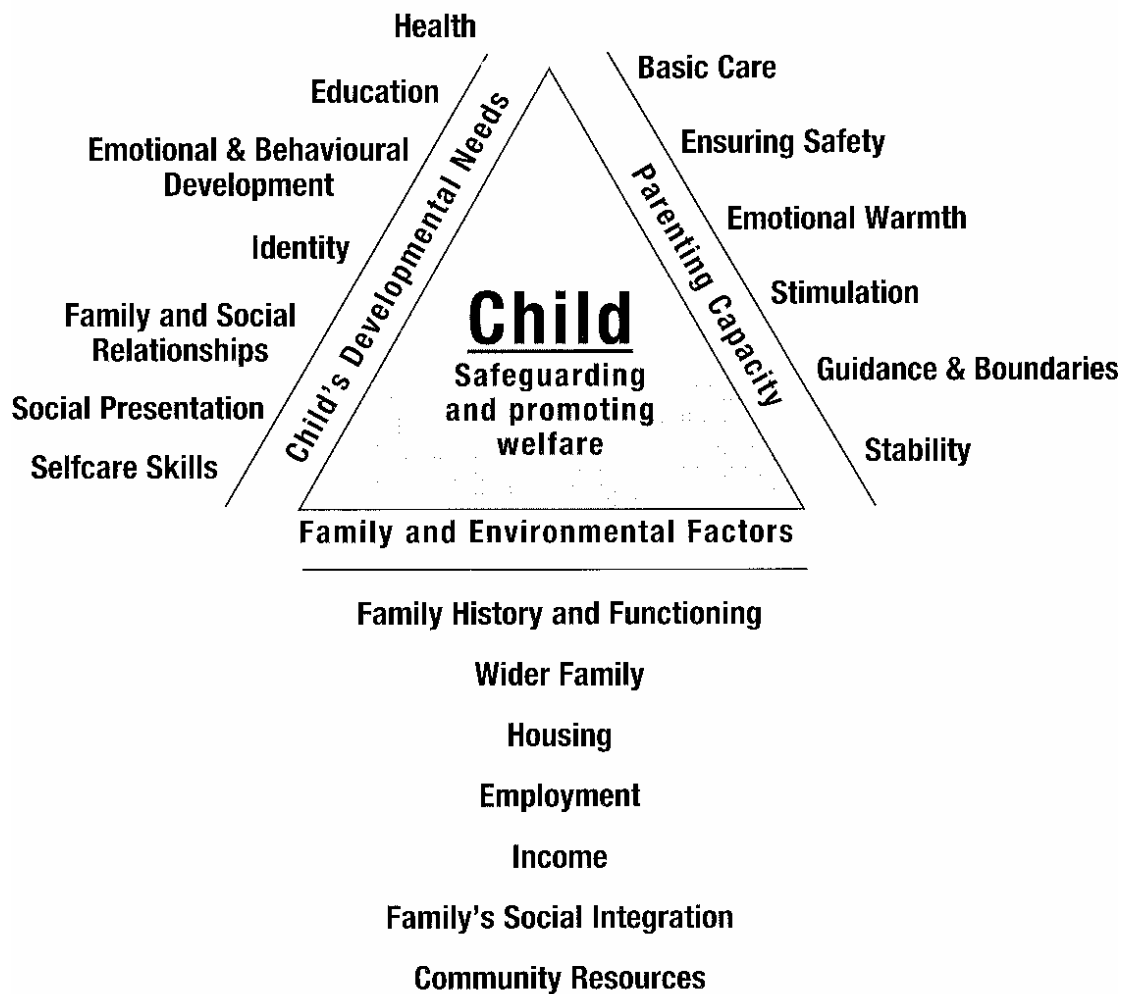 Health
Education
Emotional & Behavioural
Development
Identity
Family and Social
Relationships
Social Presentation
Selfcare Skills
Child's Developmental Needs
Basic Care
Ensuring Safety
Emotional Warmth
Stimulation
Guidance & Boundaries
Stability
Parenting Capacity
Child
Safeguarding
and promoting
welfare
Family and Environmental Factors
Family History and Functioning
Wider Family
Housing
Employment
Income
Family's Social Integration
Community Resources